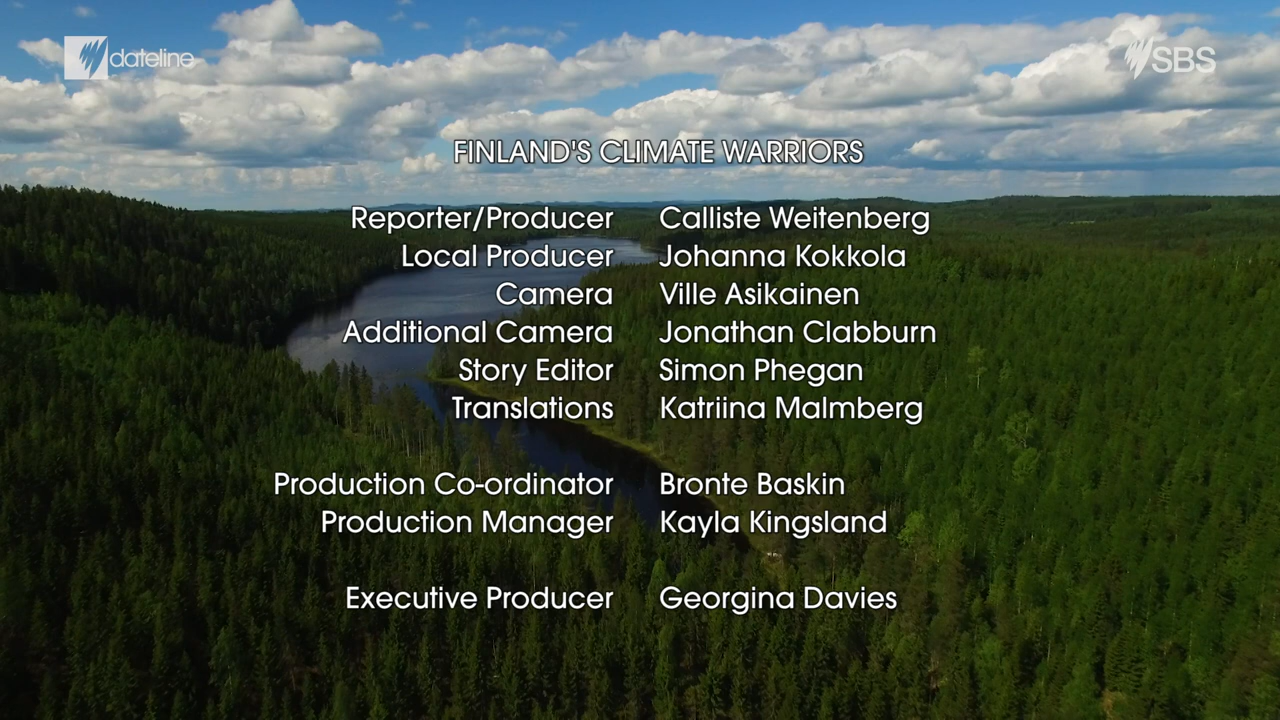 dateline
SBS
FINLAND'S CLIMATE WARRIORS
Reporter/Producer Calliste Weitenberg
Local Producer Johanna Kokkola
Camera Ville Asikainen
Additional Camera Jonathan Clabburn
Story Editor Simon Phegan
Translations Katriina Malmberg
Production Co-ordinator Bronte Baskin
Production Manager Kayla Kingsland
Executive Producer Georgina Davies